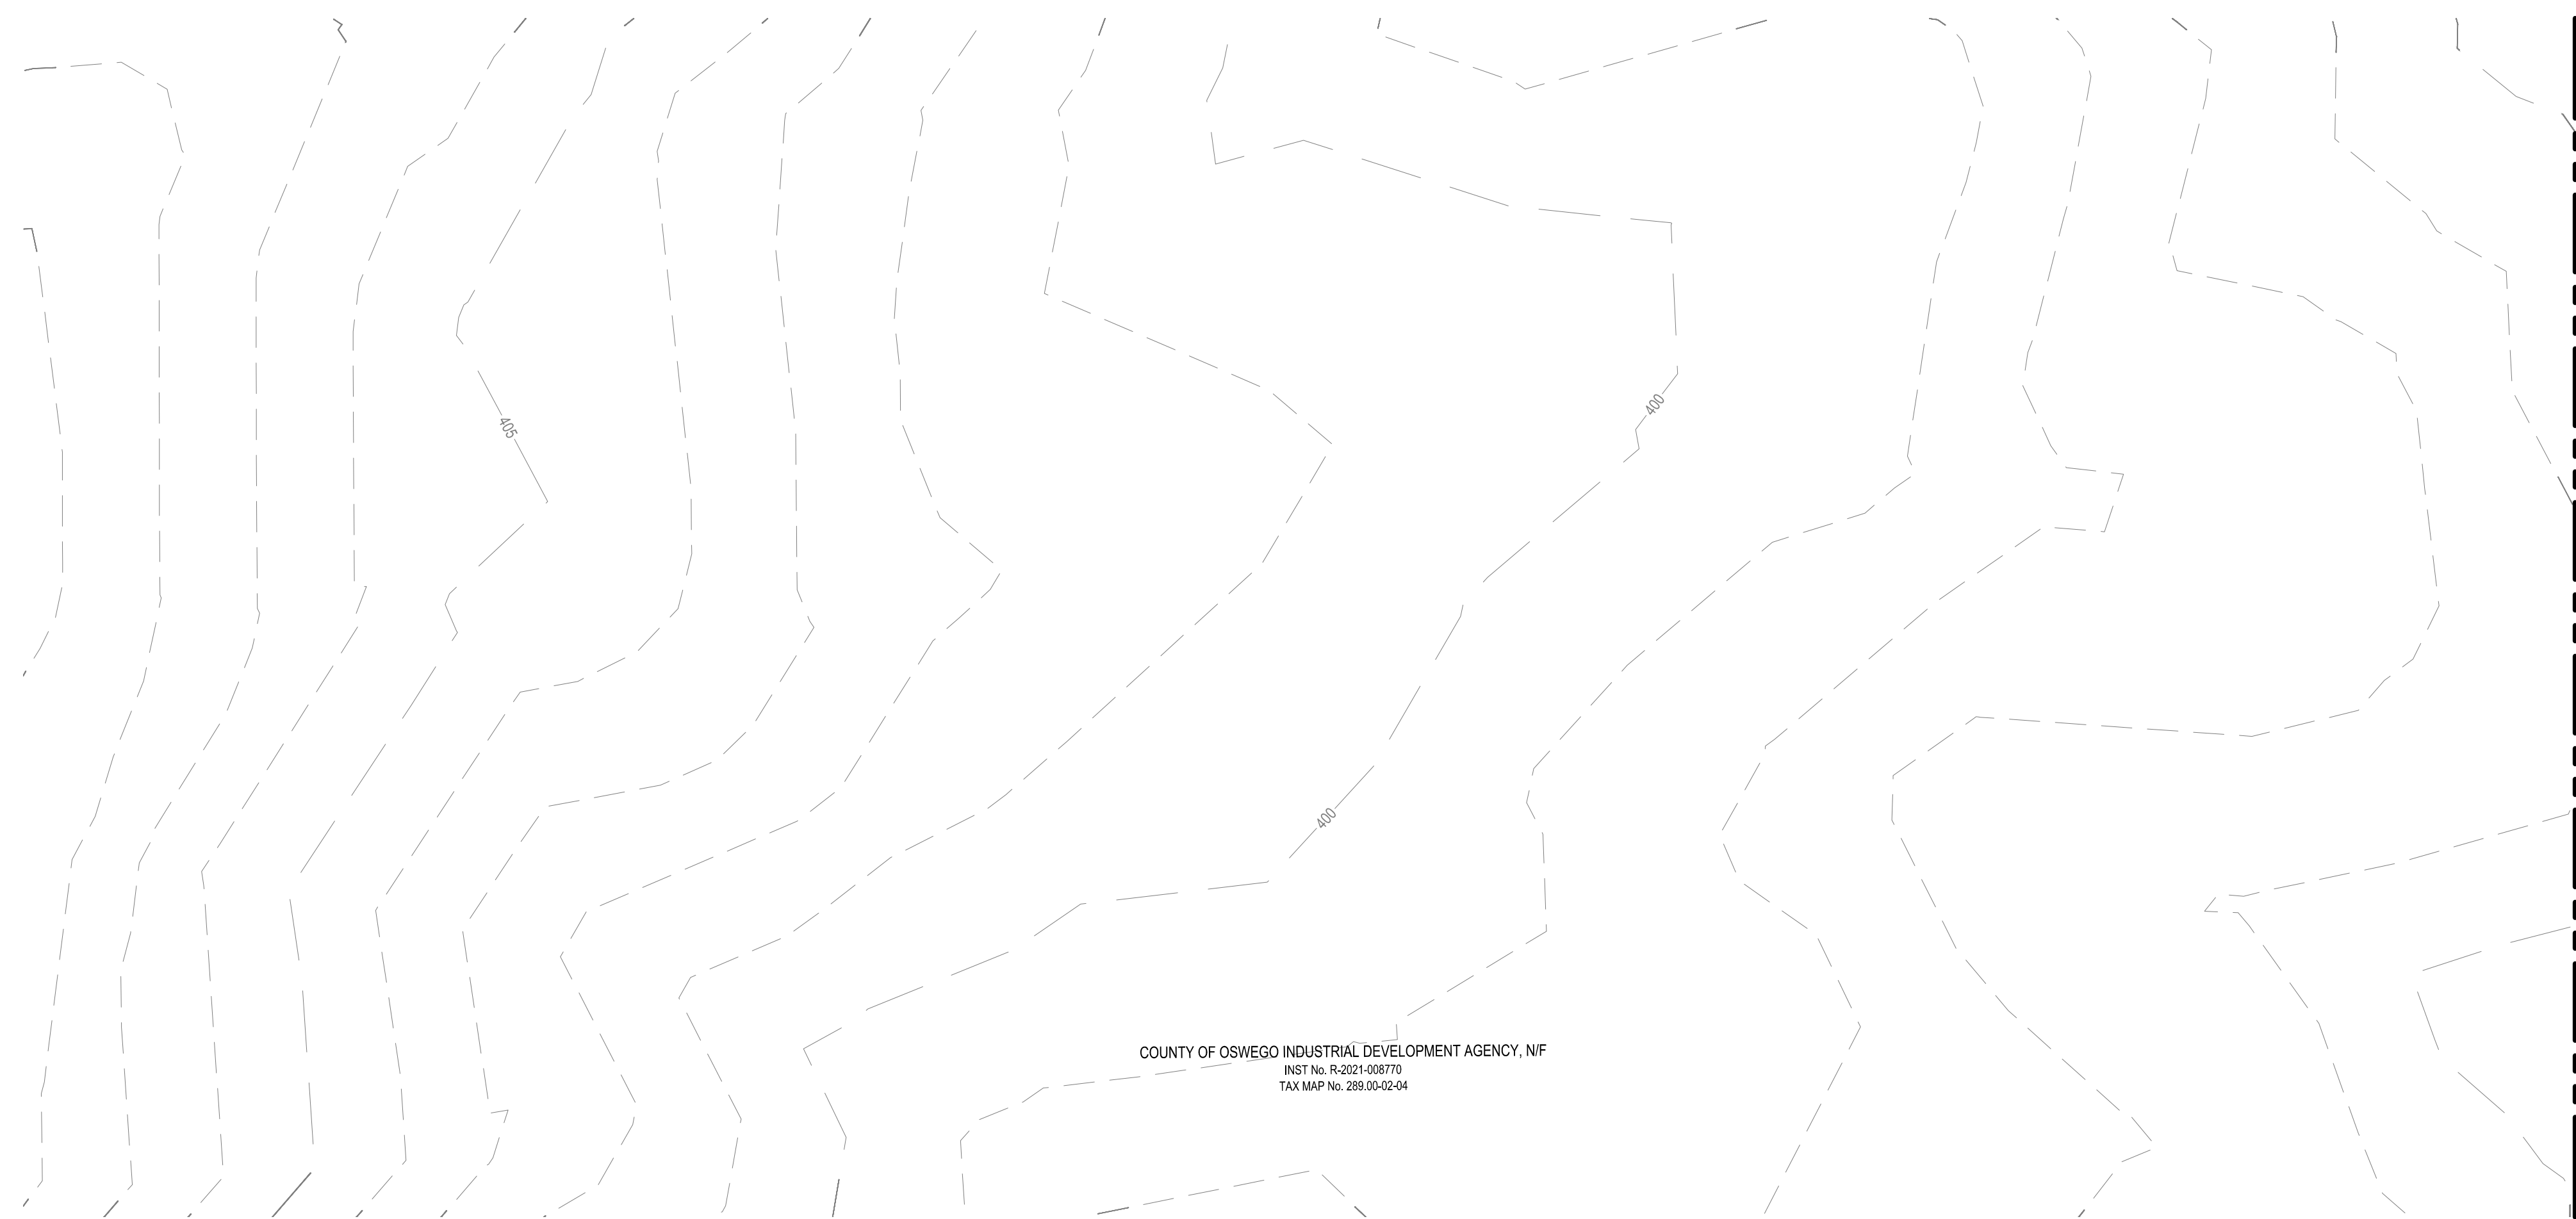 405
400
400
COUNTY OF OSWEGO INDUSTRIAL DEVELOPMENT AGENCY, N/F
INST No. R-2021-008770
TAX MAP No. 289.00-02-04